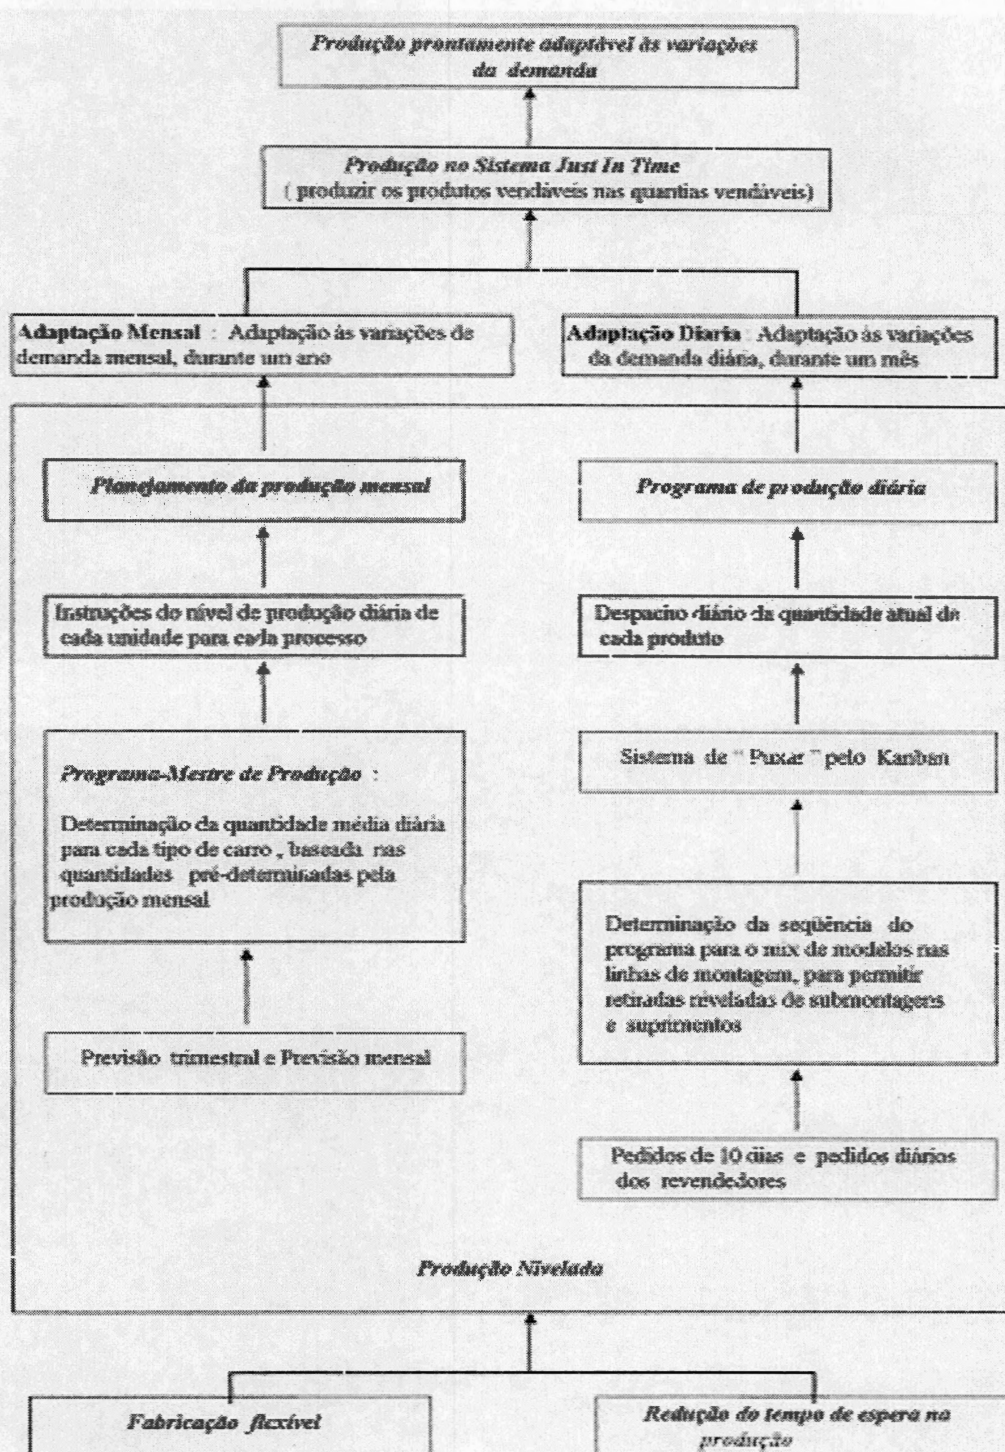 Produção prontamente adaptável às variações
da demanda
Produção no Sistema Just In Time
( produzir os produtos vendáveis nas quantias vendáveis)
Adaptação Mensal : Adaptação às variações de
demanda mensal, durante um ano
Adaptação Diaria : Adaptação às variações
da demanda diária, durante um mês
Planejamento da produção mensal
Instruções do nível de produção diária de
cada unidade para cada processo
Programa-Mestre de Produção :
Determinação da quantidade média diária
para cada tipo de carro , baseada nas
quantidades pré-determinadas pela
produção mensal
Previsão trimestral e Previsão mensal
Programa de produção diária
Despacho diário da quantidade atual de
cada produto
Sistema de " Puxar " pelo Kanban
Determinação da seqüência do
programa para o mix de modelos nas
linhas de montagem, para permitir
retiradas niveladas de submontagens
e suprimentos
Pedidos de 10 dias e pedidos diários
dos revendedores
Produção Nivelada
Fabricação flexível
Redução do tempo de espera na
produção